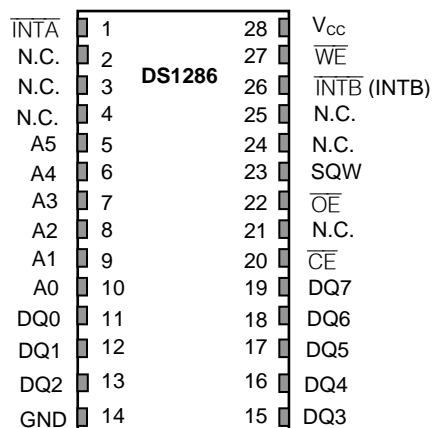 DS1286
INTA 1 28 VCC
N.C. 2 27 WE
N.C. 3 26 INTB (INTB)
N.C. 4 25 N.C.
A5 5 24 N.C.
A4 6 23 SQW
A3 7 22 OE
A2 8 21 N.C.
A1 9 20 CE
A0 10 19 DQ7
DQ0 11 18 DQ6
DQ1 12 17 DQ5
DQ2 13 16 DQ4
GND 14 15 DQ3